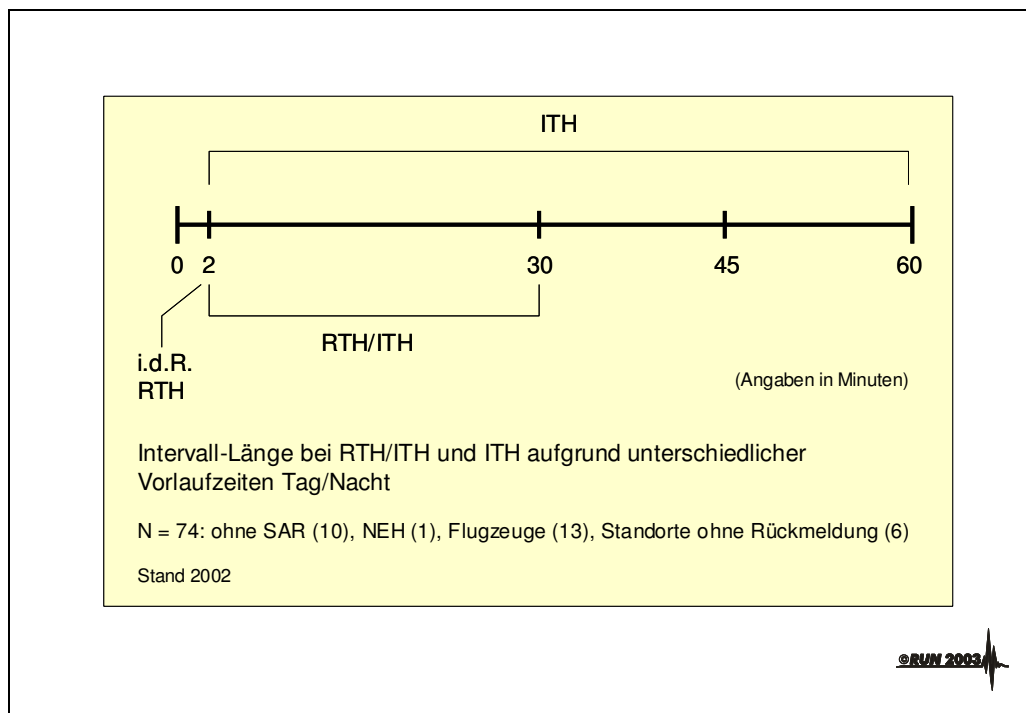 ITH
0 2 30 45 60
RTH/ITH
i.d.R.
RTH
(Angaben in Minuten)
Intervall-Länge bei RTH/ITH und ITH aufgrund unterschiedlicher
Vorlaufzeiten Tag/Nacht
N = 74: ohne SAR (10), NEH (1), Flugzeuge (13), Standorte ohne Rückmeldung (6)
Stand 2002
©RUN 2003